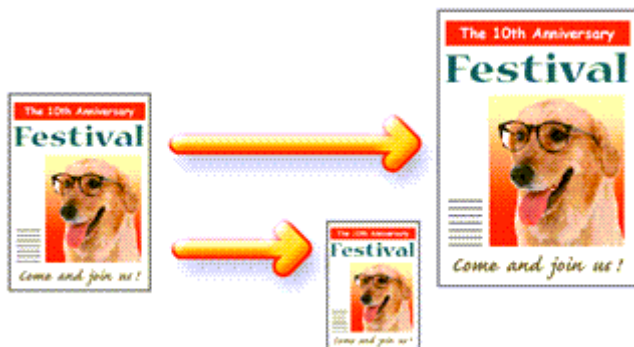 The 10th Anniversary
Festival
Come and join us!
The 10th Anniversary
Festival
Come and join us!
The 10th Anniversary
Festival
Come and join us!